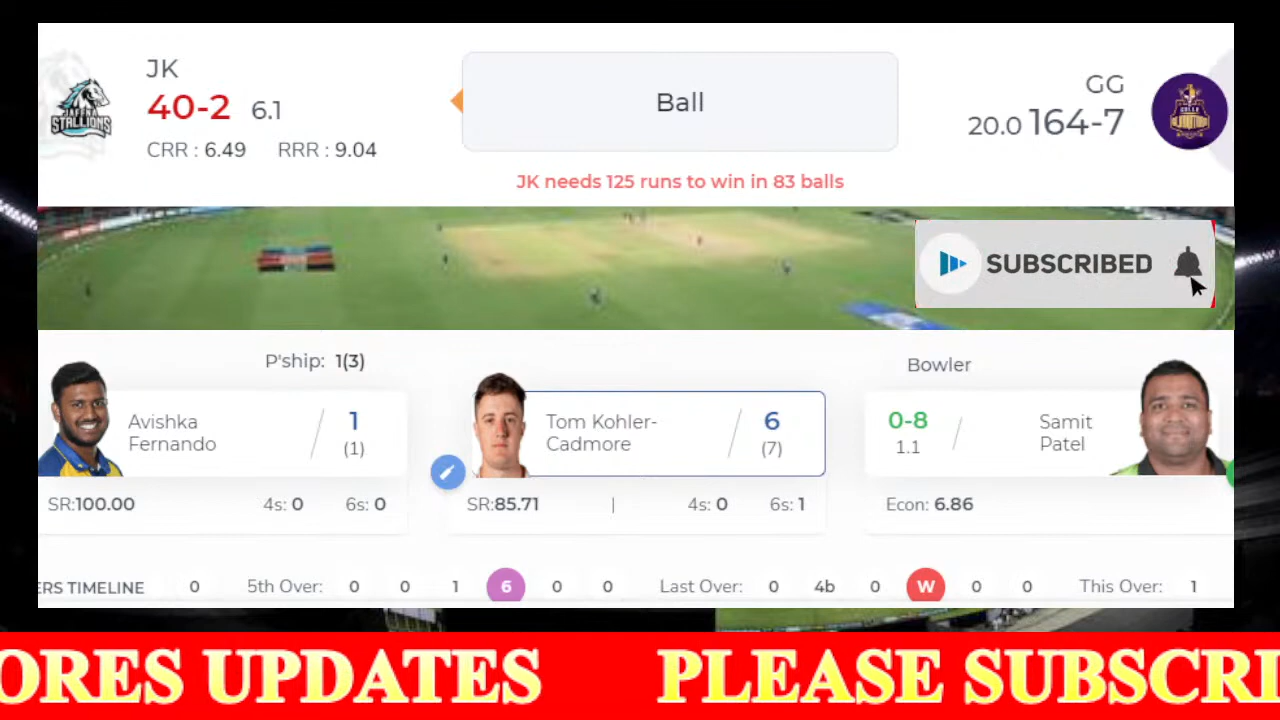 JK
40-2 6.1
CRR : 6.49 RRR : 9.04
JAFFNA
STALLIONS
Ball
JK needs 125 runs to win in 83 balls
GG
20.0 164-7
GALLE
GLADIATORS
SUBSCRIBED
P'ship: 1(3)
Avishka
Fernando
1
(1)
SR:100.00 4s: 0 6s: 0
Tom Kohler-
Cadmore
6
(7)
SR:85.71 | 4s: 0 6s: 1
Bowler
0-8
1.1
Samit
Patel
Econ: 6.86
ERS TIMELINE 0 5th Over: 0 0 1 6 0 0 Last Over: 0 4b 0 W 0 0 This Over: 1
ORES UPDATES PLEASE SUBSCRI